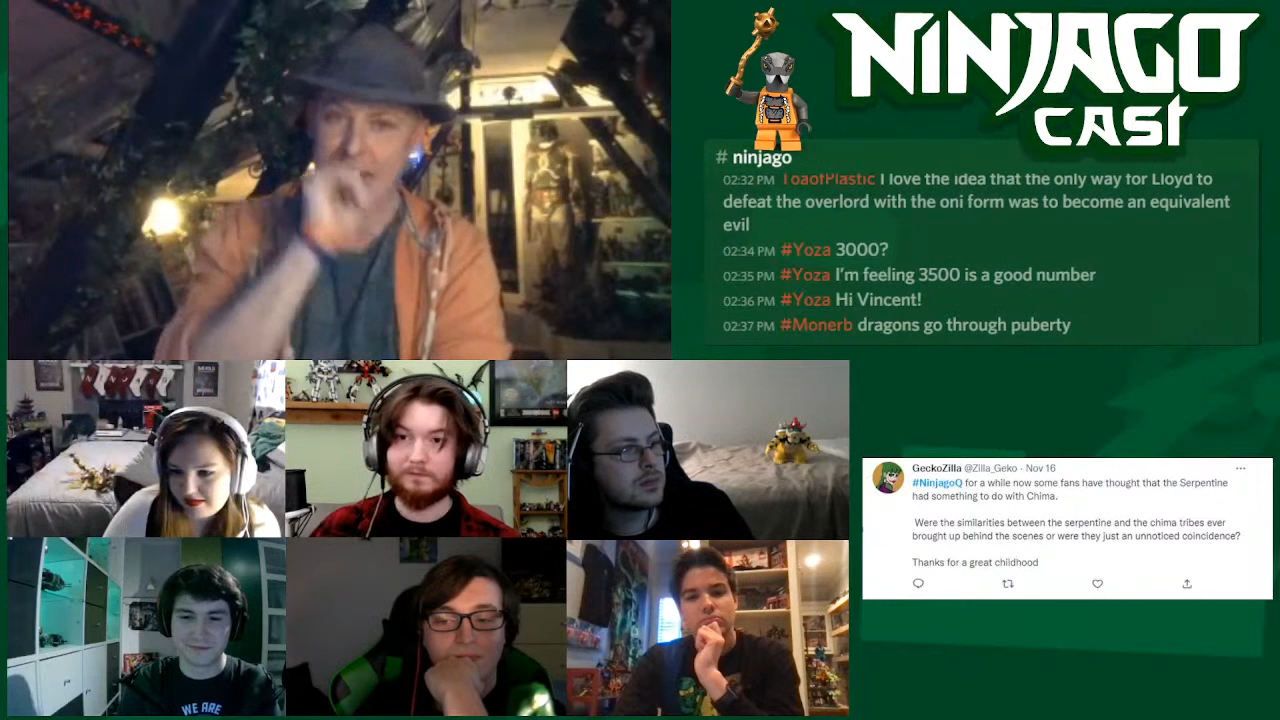 NINJAGO
CAST
# ninjago
02:32 PM ToaofPlastic I love the idea that the only way for Lloyd to
defeat the overlord with the oni form was to become an equivalent
evil
02:34 PM #Yoza 3000?
02:35 PM #Yoza I'm feeling 3500 is a good number
02:36 PM #Yoza Hi Vincent!
02:37 PM #Monerb dragons go through puberty
GeckoZilla @Zilla_Geko · Nov 16
#NinjagoQ for a while now some fans have thought that the Serpentine
had something to do with Chima.
Were the similarities between the serpentine and the chima tribes ever
brought up behind the scenes or were they just an unnoticed coincidence?
Thanks for a great childhood
WE ARE